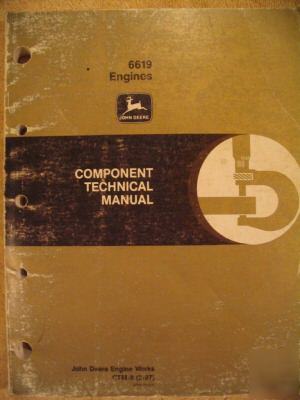 6619
Engines
JOHN DEERE
COMPONENT
TECHNICAL
MANUAL
John Deere Engine Works